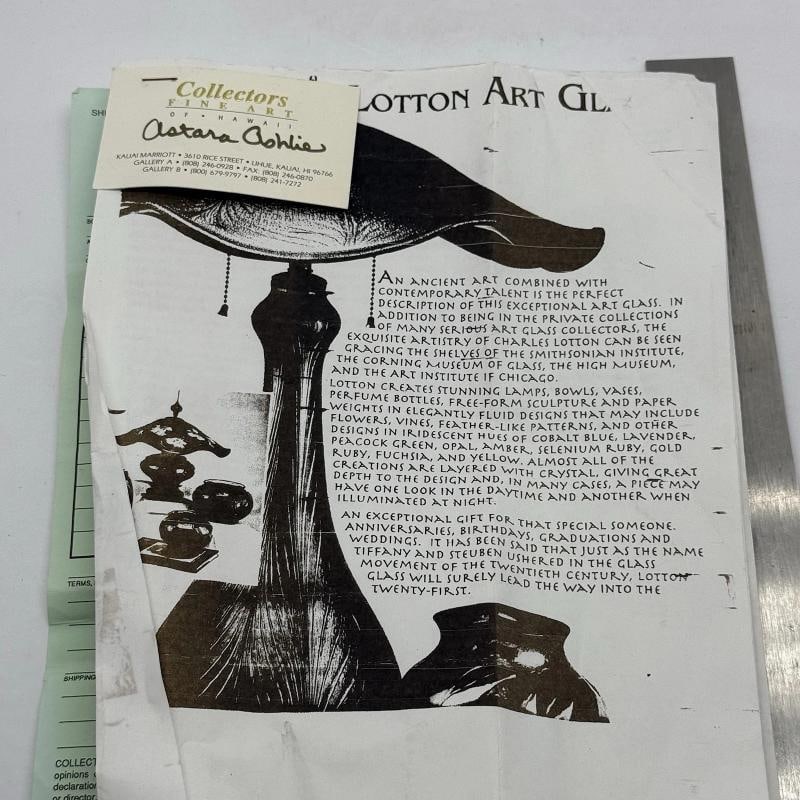 Collectors
FINE ART
OF • HAWAII
Astara Ashlie
KAUAI MARRIOTT • 3610 RICE STREET • LIHUE, KAUAI, HI 96766
GALLERY A • (808) 246-0928 • FAX: (808) 246-0870
GALLERY B • (800) 679-9797 • (808) 241-7272
LOTTON ART GL
AN ANCIENT ART COMBINED WITH
CONTEMPORARY TALENT IS THE PERFECT
DESCRIPTION OF THIS EXCEPTIONAL ART GLASS. IN
ADDITION TO BEING IN THE PRIVATE COLLECTIONS
OF MANY SERIOUS ART GLASS COLLECTORS, THE
EXQUISITE ARTISTRY OF CHARLES LOTTON CAN BE SEEN
GRACING THE SHELVES OF THE SMITHSONIAN INSTITUTE,
THE CORNING MUSEUM OF GLASS, THE HIGH MUSEUM,
AND THE ART INSTITUTE IF CHICAGO.
LOTTON CREATES STUNNING LAMPS, BOWLS, VASES,
PERFUME BOTTLES, FREE-FORM SCULPTURE AND PAPER
WEIGHTS IN ELEGANTLY FLUID DESIGNS THAT MAY INCLUDE
FLOWERS, VINES, FEATHER-LIKE PATTERNS, AND OTHER
DESIGNS IN IRIDESCENT HUES OF COBALT BLUE, LAVENDER,
PEACOCK GREEN, OPAL, AMBER, SELENIUM RUBY, GOLD
RUBY, FUCHSIA, AND YELLOW. ALMOST ALL OF THE
CREATIONS ARE LAYERED WITH CRYSTAL, GIVING GREAT
DEPTH TO THE DESIGN AND, IN MANY CASES, A PIECE MAY
HAVE ONE LOOK IN THE DAYTIME AND ANOTHER WHEN
ILLUMINATED AT NIGHT.
AN EXCEPTIONAL GIFT FOR THAT SPECIAL SOMEONE.
ANNIVERSARIES, BIRTHDAYS, GRADUATIONS AND
WEDDINGS. IT HAS BEEN SAID THAT JUST AS THE NAME
TIFFANY AND STEUBEN USHERED IN THE GLASS
MOVEMENT OF THE TWENTIETH CENTURY, LOTTON
GLASS WILL SURELY LEAD THE WAY INTO THE
TWENTY-FIRST.
SH
TERMS,
SHIPPING
COLLECT
opinions
declaration
or director